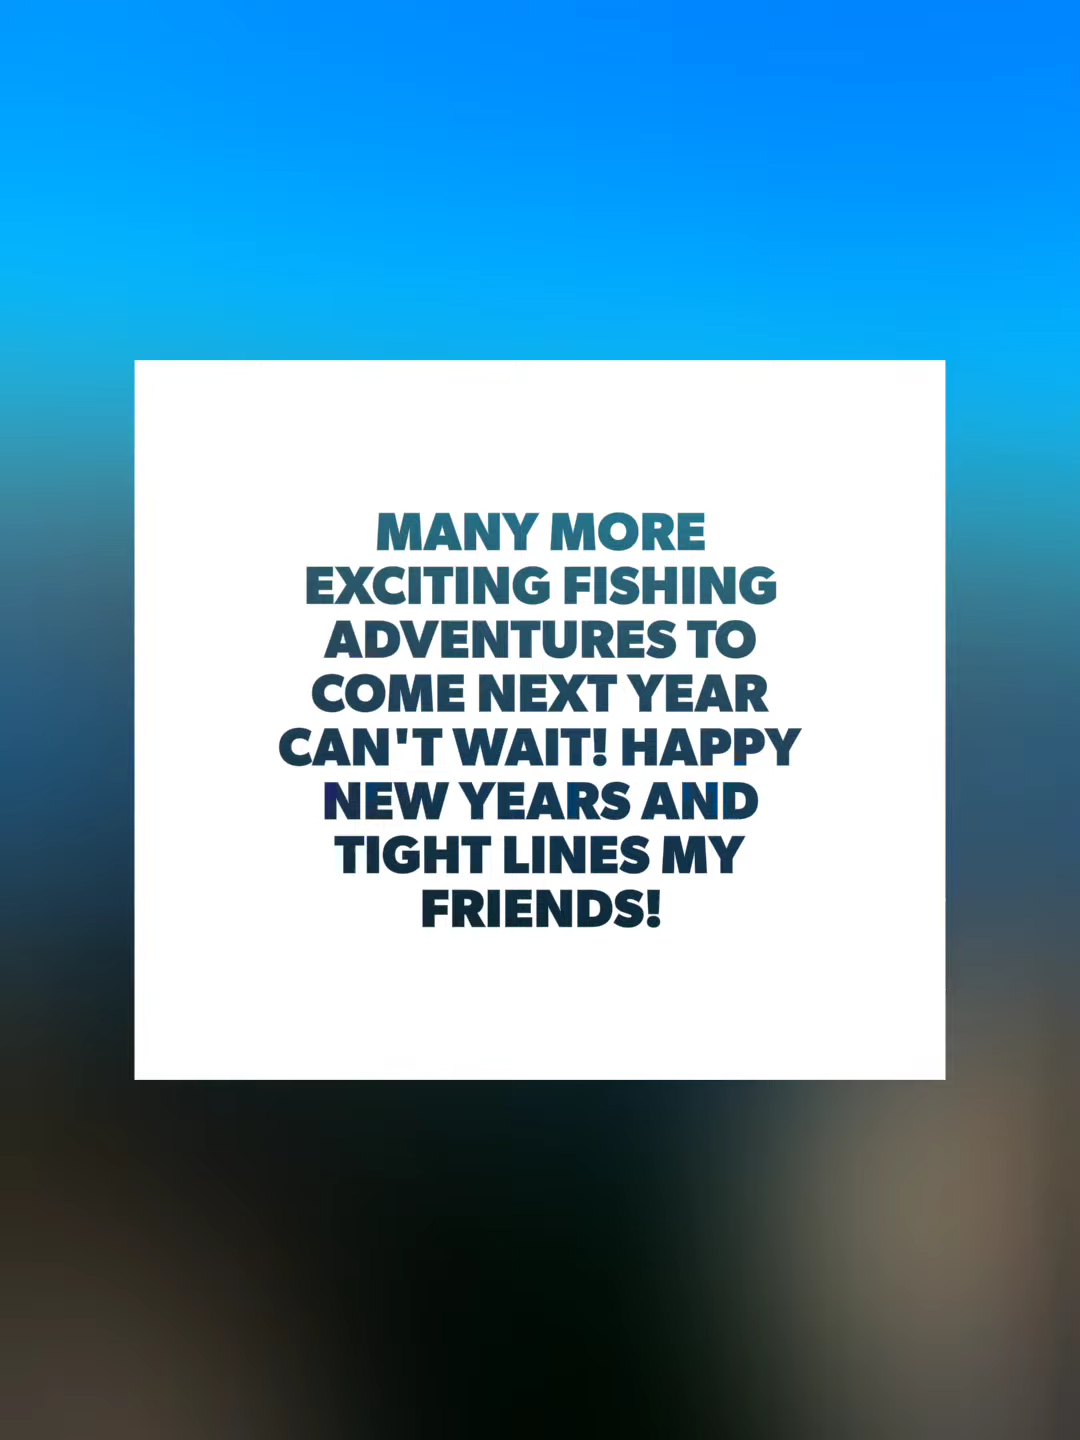 MANY MORE
EXCITING FISHING
ADVENTURES TO
COME NEXT YEAR
CAN'T WAIT! HAPPY
NEW YEARS AND
TIGHT LINES MY
FRIENDS!